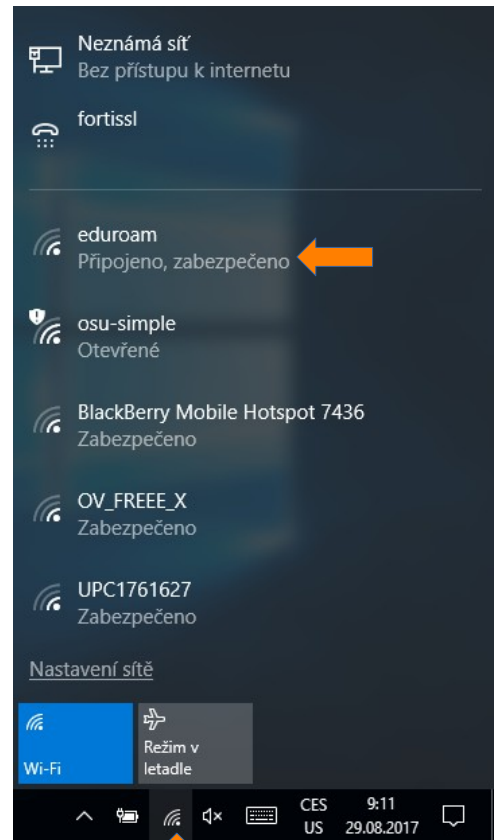 Neznámá síť
Bez přístupu k internetu
fortissl
eduroam
Připojeno, zabezpečeno
osu-simple
Otevřené
BlackBerry Mobile Hotspot 7436
Zabezpečeno
OV_FREEE_X
Zabezpečeno
UPC1761627
Zabezpečeno
Nastavení sítě
Wi-Fi
Režim v
letadle
CES
US
9:11
29.08.2017